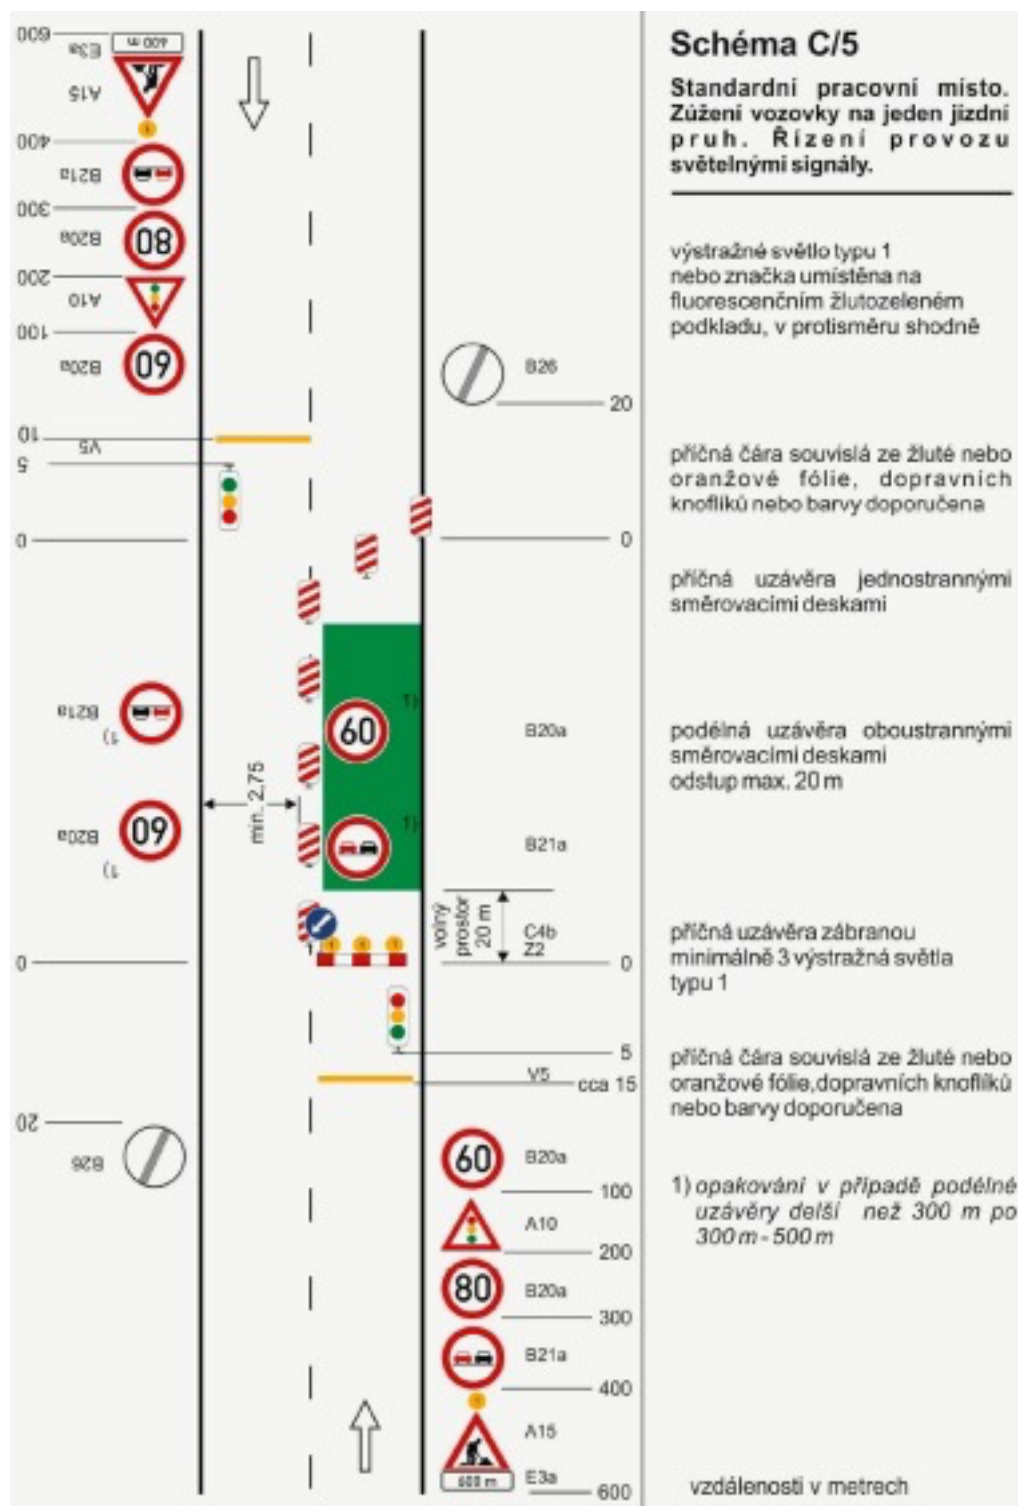 Schéma C/5
Standardní pracovní místo.
Zúžení vozovky na jeden jízdní
pruh. Řízení provozu
světelnými signály.
výstražné světlo typu 1
nebo značka umístěna na
fluorescenčním žlutozeleném
podkladu, v protisměru shodně
příčná čára souvislá ze žluté nebo
oranžové fólie, dopravních
knoflíků nebo barvy doporučena
příčná uzávěra jednostrannými
směrovacími deskami
podélná uzávěra oboustrannými
směrovacími deskami
odstup max. 20 m
příčná uzávěra zábranou
minimálně 3 výstražná světla
typu 1
příčná čára souvislá ze žluté nebo
oranžové fólie,dopravních knoflíků
nebo barvy doporučena
1) opakování v případě podélné
uzávěry delší než 300 m po
300 m - 500 m
vzdálenosti v metrech
600
E3a
600 m
A15
1
400
B21a
300
B20a
80
200
A10
100
B20a
60
10
V5
5
0
B21a
1)
B20a
60
1)
0
20
B26
min. 2,75
B26
20
0
1)
60
B20a
1)
B21a
volný
prostor
20 m
C4b
Z2
1 1 1
0
5
V5
cca 15
60
B20a
100
A10
200
80
B20a
300
B21a
400
1
A15
600 m
E3a
600